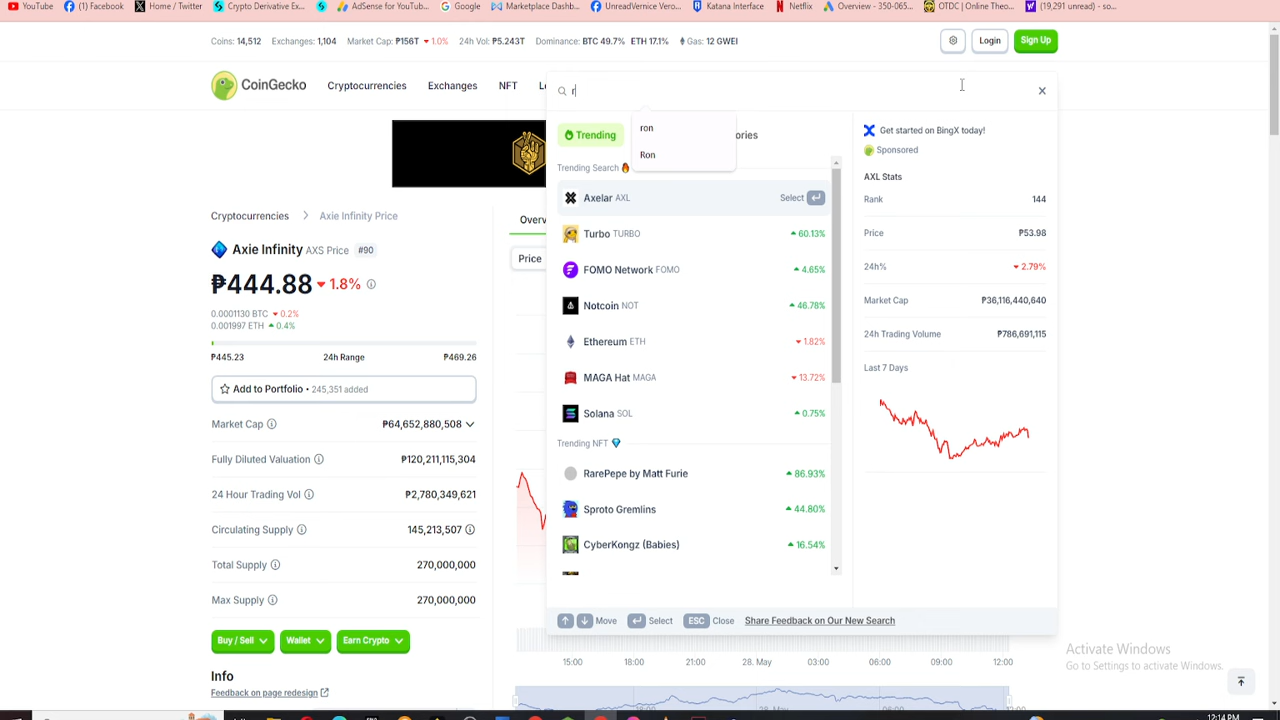 YouTube (1) Facebook Home / Twitter Crypto Derivative Ex... AdSense for YouTub... Google Marketplace Dashb... UnreadVernice Vero... Katana Interface Netflix Overview - 350-065... OTDC | Online Theo... (19,291 unread) - so...
Coins: 14,512 Exchanges: 1,104 Market Cap: ₱156T 1.0% 24h Vol: ₱5.243T Dominance: BTC 49.7% ETH 17.1% Gas: 12 GWEI Login Sign Up
CoinGecko Cryptocurrencies Exchanges NFT r
ron
Ron
Trending ories
Trending Search
Axelar AXL Select
Turbo TURBO 60.13%
FOMO Network FOMO 4.65%
Notcoin NOT 46.78%
Ethereum ETH 1.82%
MAGA Hat MAGA 13.72%
Solana SOL 0.75%
Trending NFT
RarePepe by Matt Furie 86.93%
Sproto Gremlins 44.80%
CyberKongz (Babies) 16.54%
Get started on BingX today!
Sponsored
AXL Stats
Rank 144
Price ₱53.98
24h% 2.79%
Market Cap ₱36,116,440,640
24h Trading Volume ₱786,691,115
Last 7 Days
Move Select ESC Close Share Feedback on Our New Search
Cryptocurrencies > Axie Infinity Price
Axie Infinity AXS Price #90
₱444.88 1.8%
0.0001130 BTC 0.2%
0.001997 ETH 0.4%
₱445.23 24h Range ₱469.26
Add to Portfolio • 245,351 added
Market Cap ₱64,652,880,508
Fully Diluted Valuation ₱120,211,115,304
24 Hour Trading Vol ₱2,780,349,621
Circulating Supply 145,213,507
Total Supply 270,000,000
Max Supply 270,000,000
Buy / Sell Wallet Earn Crypto
Info
Feedback on page redesign
Overv
Price
15:00 18:00 21:00 28. May 03:00 06:00 09:00 12:00
28. May
Activate Windows
Go to Settings to activate Windows.
12:14 PM